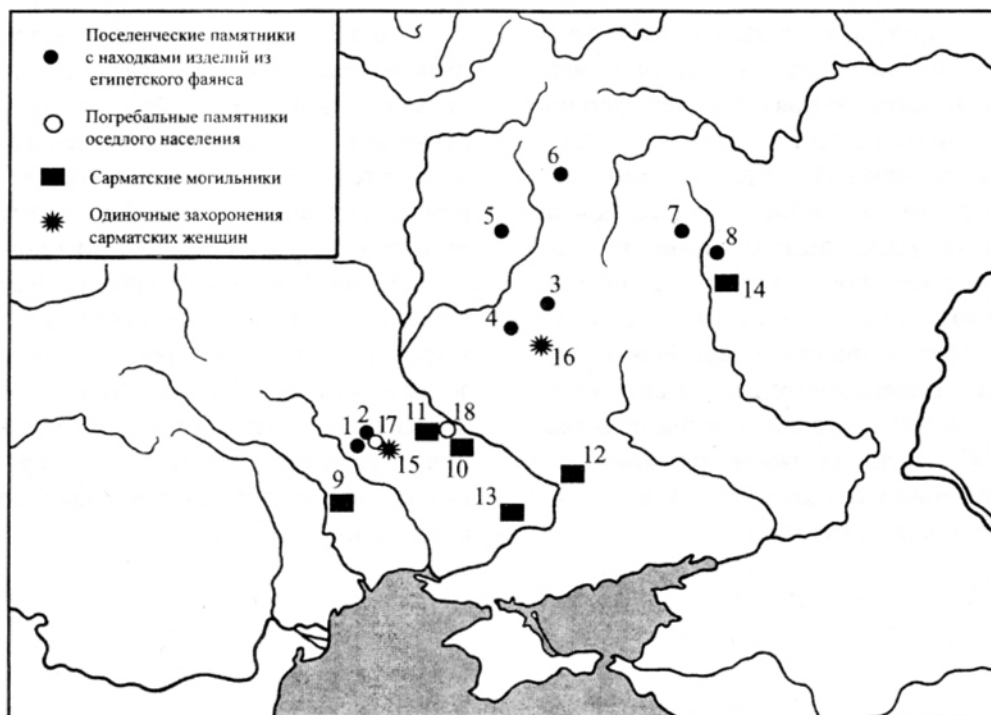 Поселенческие памятники
с находками изделий из
египетского фаянса
Погребальные памятники
оседлого населения
Сарматские могильники
Одиночные захоронения
сарматских женщин
6
5
7
8
3
14
4
16
11
18
2
17
1
15
10
12
9
13